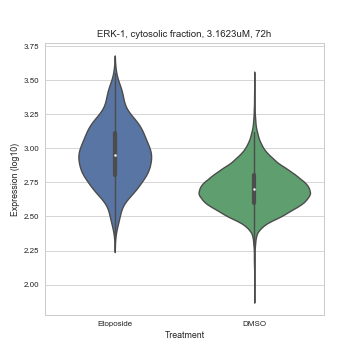 ERK-1, cytosolic fraction, 3.1623uM, 72h
3.75
3.50
3.25
3.00
2.75
2.50
2.25
2.00
Expression (log10)
Etoposide
DMSO
Treatment